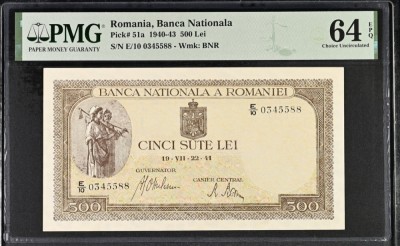 PMG
PAPER MONEY GUARANTY
Romania, Banca Nationala
Pick# 51a 1940-43 500 Lei
S/N E/10 0345588 - Wmk: BNR
64 EPQ
Choice Uncirculated
BANCA NATIONALA A ROMANIEI
E/10 0345588
CINCI SUTE LEI
19-VII-22-41
GUVERNATOR
CASIER CENTRAL
E/10 0345588
500
500